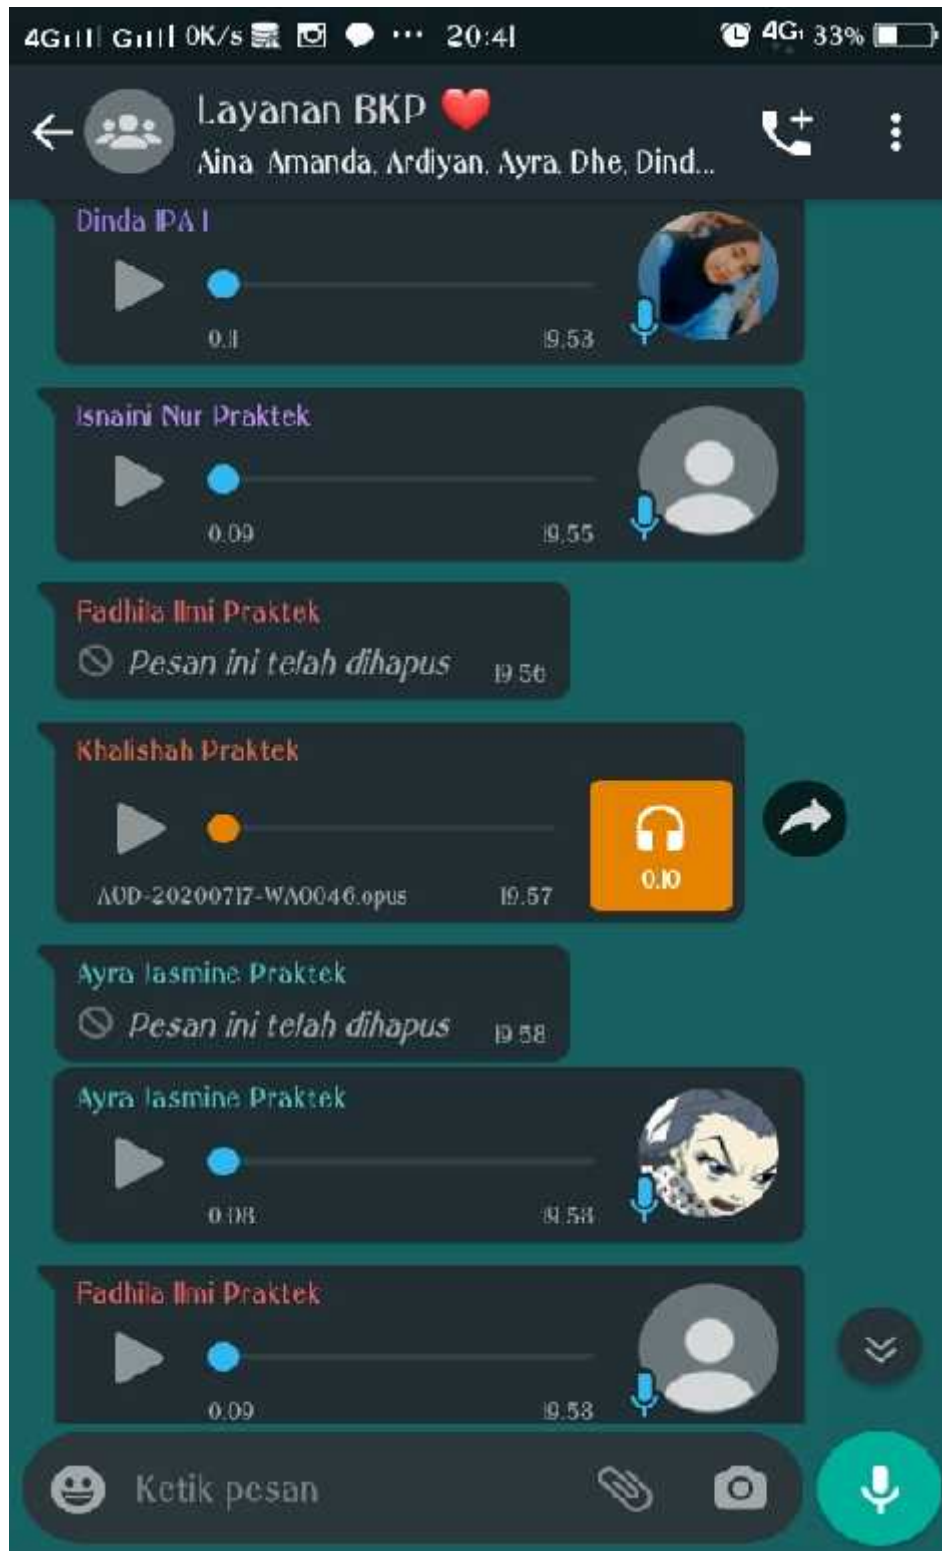 4G G 0K/s ... 20:41 4G 33%
Layanan BKP ❤️
Aina, Amanda, Ardiyan, Ayra, Dhe, Dind...
Dinda IPA 1
0.11 19.53
Isnaini Nur Praktek
0.09 19.55
Fadhila Ilmi Praktek
Pesan ini telah dihapus 19.56
Khalishah Praktek
0.10
AUD-20200717-WA0046.opus 19.57
Ayra Jasmine Praktek
Pesan ini telah dihapus 19.58
Ayra Jasmine Praktek
0.08 19.58
Fadhila Ilmi Praktek
0.09 19.58
Ketik pesan